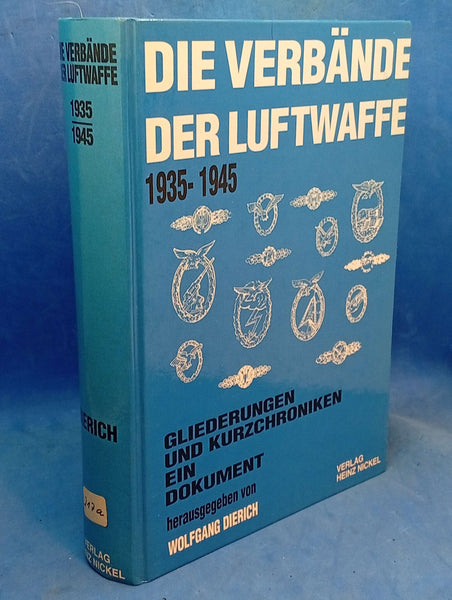 DIE VERBÄNDE
DER LUFTWAFFE
1935-1945
GLIEDERUNGEN
UND KURZCHRONIKEN
EIN
DOKUMENT
herausgegeben von
WOLFGANG DIERICH
VERLAG
HEINZ NICKEL
DIE VERBÄNDE
DER LUFTWAFFE
1935
1945
DIERICH
VERLAG
HEINZ NICKEL